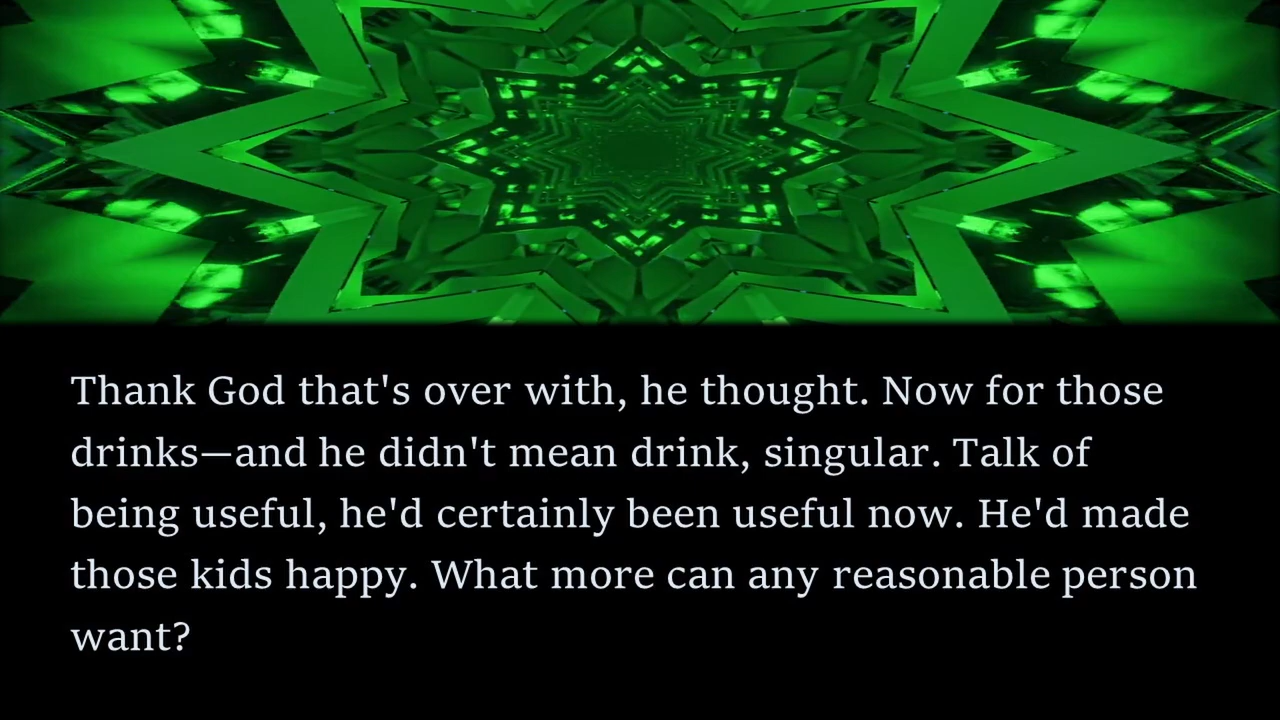 Thank God that's over with, he thought. Now for those
drinks—and he didn't mean drink, singular. Talk of
being useful, he'd certainly been useful now. He'd made
those kids happy. What more can any reasonable person
want?